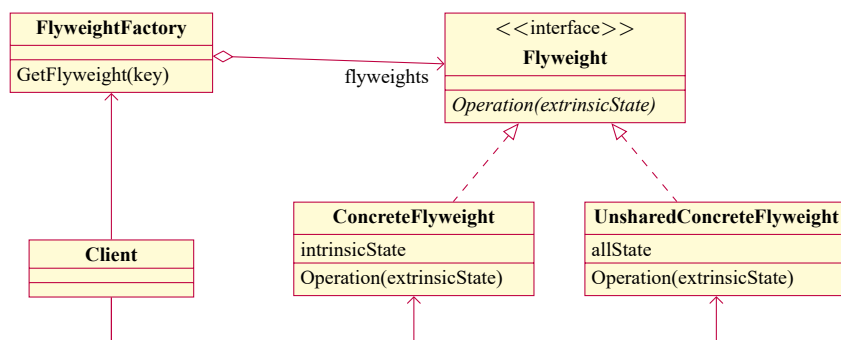 FlyweightFactory
GetFlyweight(key)
flyweights
<<interface>>
Flyweight
Operation(extrinsicState)
ConcreteFlyweight
intrinsicState
Operation(extrinsicState)
UnsharedConcreteFlyweight
allState
Operation(extrinsicState)
Client